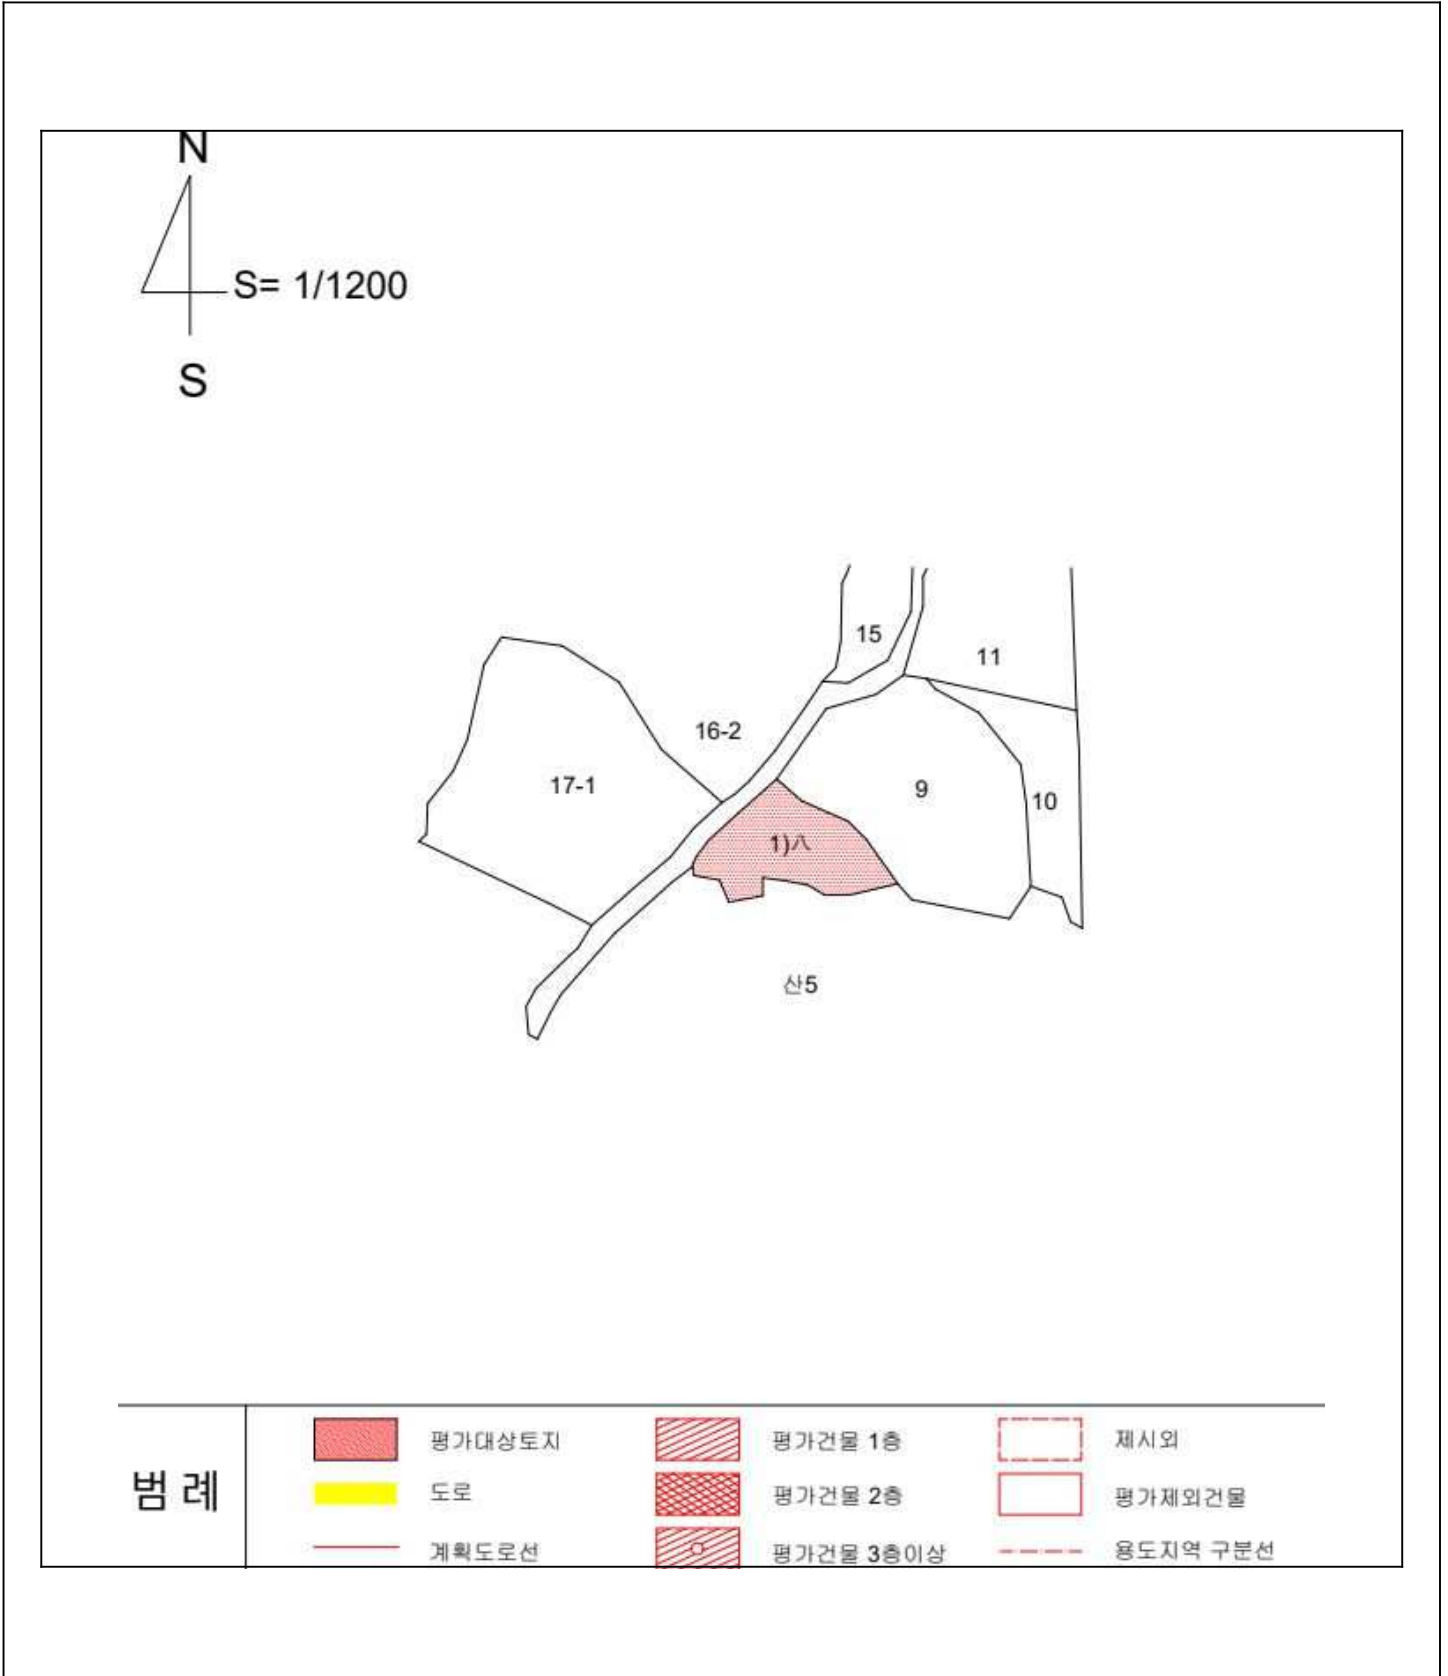 N
S= 1/1200
S
15
11
16-2
17-1
9
10
1)八
산5
범 례
평가대상토지
평가건물 1층
제시외
도로
평가건물 2층
평가제외건물
계획도로선
평가건물 3층이상
용도지역 구분선